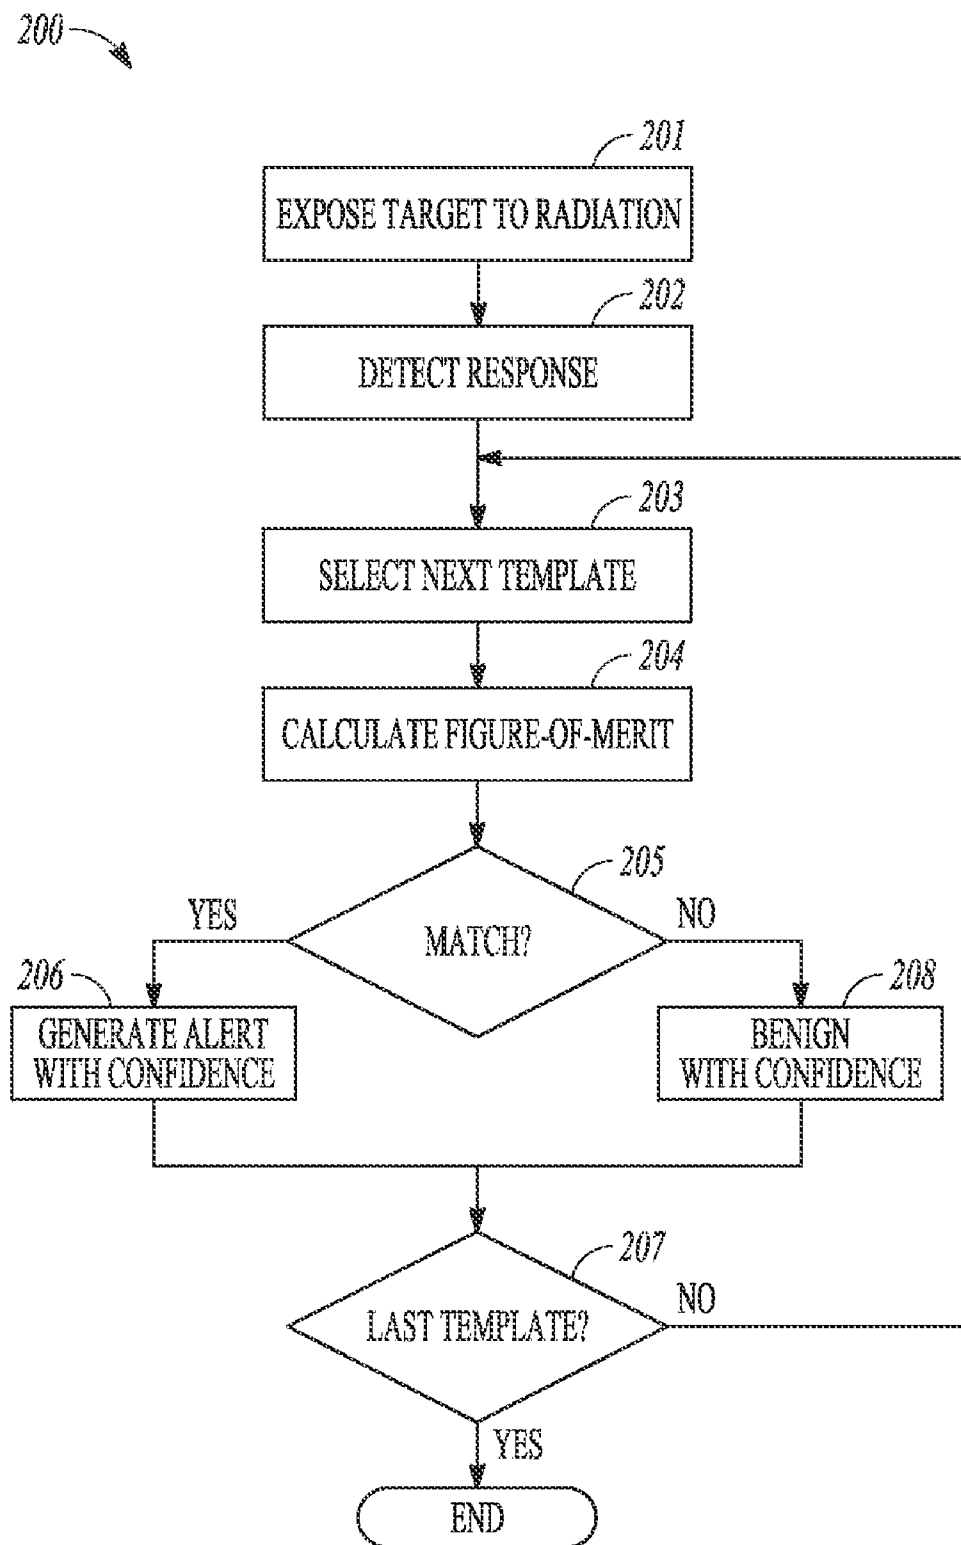 200
201
EXPOSE TARGET TO RADIATION
202
DETECT RESPONSE
203
SELECT NEXT TEMPLATE
204
CALCULATE FIGURE-OF-MERIT
205
YES
NO
MATCH?
206
208
GENERATE ALERT
WITH CONFIDENCE
BENIGN
WITH CONFIDENCE
207
NO
LAST TEMPLATE?
YES
END